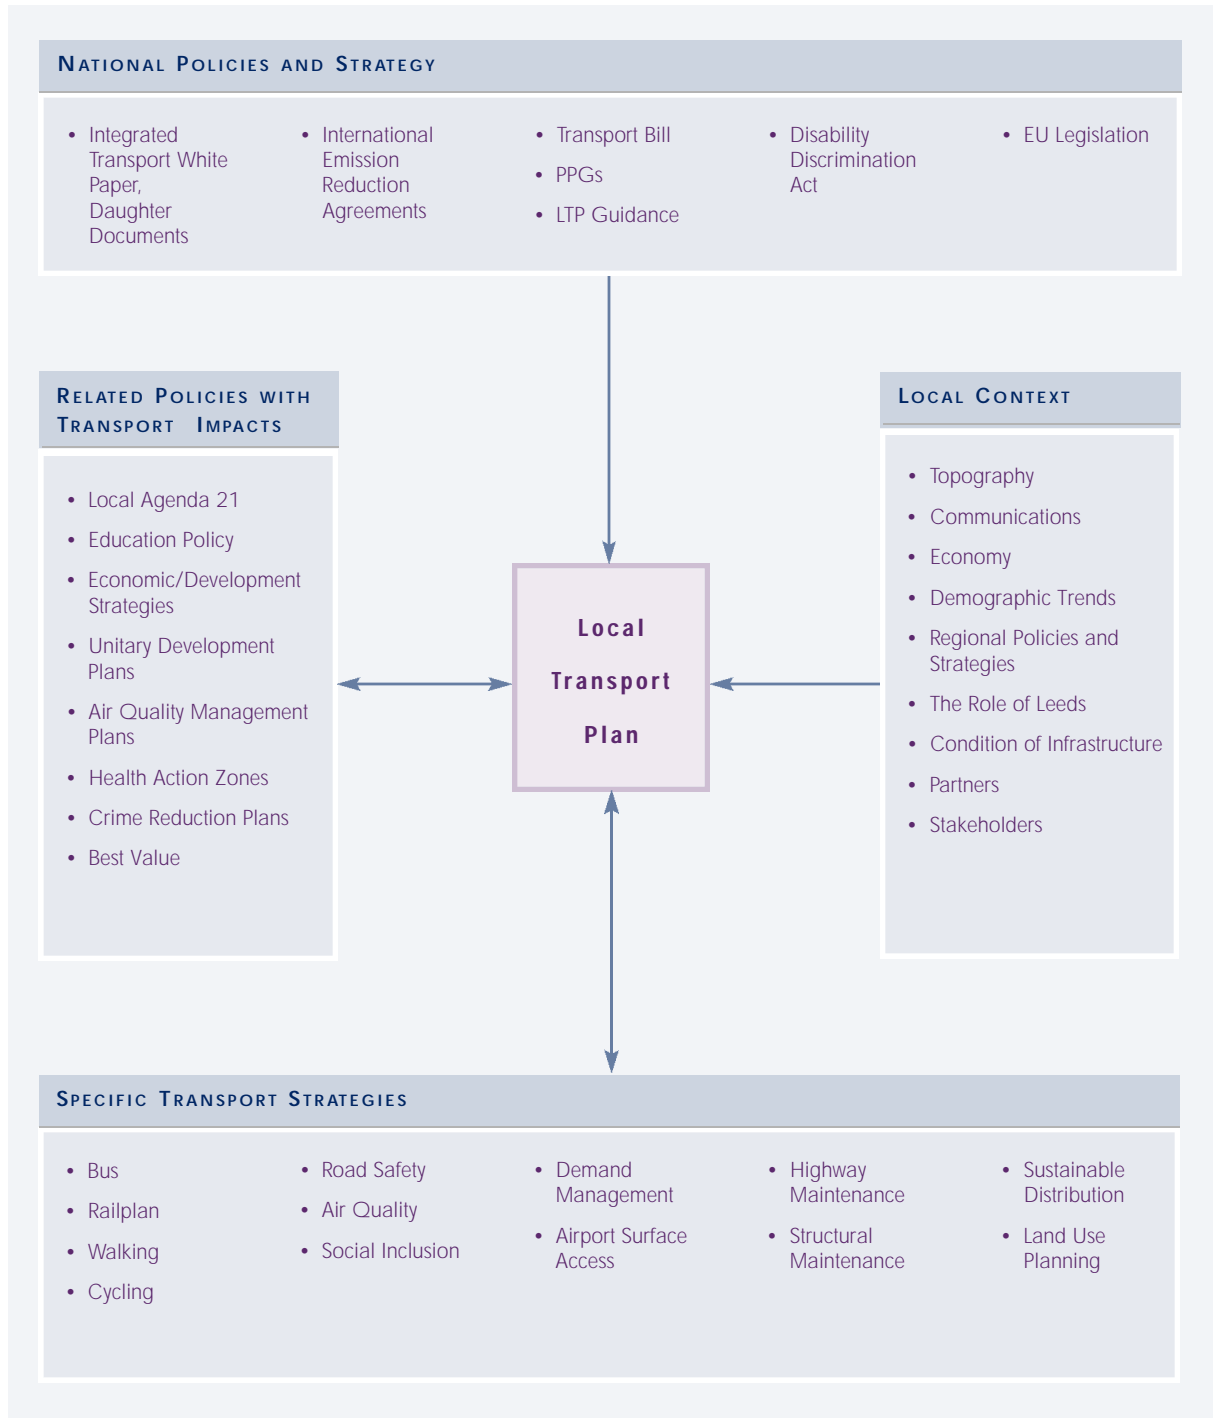 NATIONAL POLICIES AND STRATEGY
• Integrated
Transport White
Paper,
Daughter
Documents
• International
Emission
Reduction
Agreements
• Transport Bill
• PPGs
• LTP Guidance
• Disability
Discrimination
Act
• EU Legislation
RELATED POLICIES WITH
TRANSPORT IMPACTS
• Local Agenda 21
• Education Policy
• Economic/Development
Strategies
• Unitary Development
Plans
• Air Quality Management
Plans
• Health Action Zones
• Crime Reduction Plans
• Best Value
Local
Transport
Plan
LOCAL CONTEXT
• Topography
• Communications
• Economy
• Demographic Trends
• Regional Policies and
Strategies
• The Role of Leeds
• Condition of Infrastructure
• Partners
• Stakeholders
SPECIFIC TRANSPORT STRATEGIES
• Bus
• Railplan
• Walking
• Cycling
• Road Safety
• Air Quality
• Social Inclusion
• Demand
Management
• Airport Surface
Access
• Highway
Maintenance
• Structural
Maintenance
• Sustainable
Distribution
• Land Use
Planning